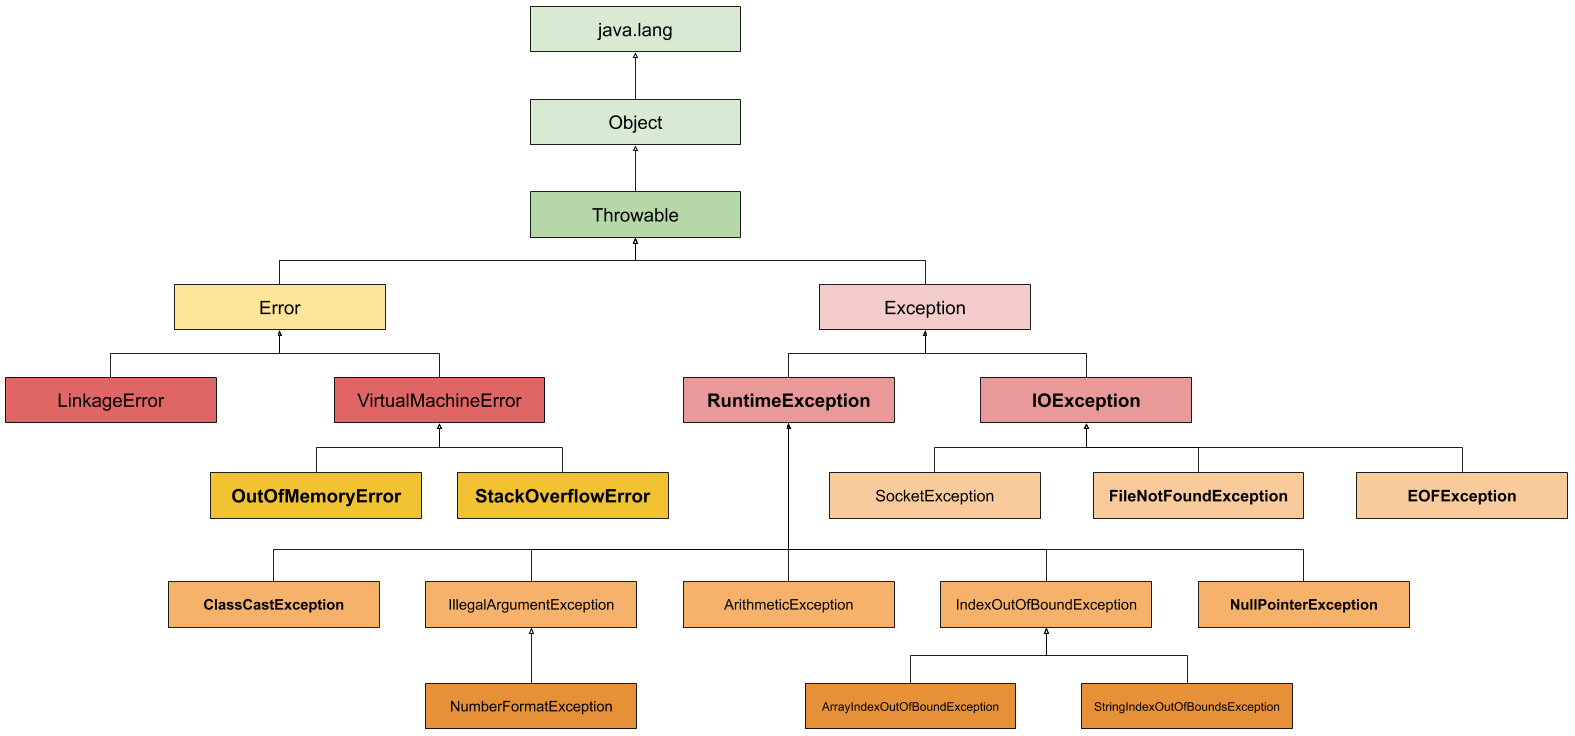 java.lang
Object
Throwable
Error
Exception
LinkageError
VirtualMachineError
RuntimeException
IOException
OutOfMemoryError
StackOverflowError
SocketException
FileNotFoundException
EOFException
ClassCastException
IllegalArgumentException
ArithmeticException
IndexOutOfBoundException
NullPointerException
NumberFormatException
ArrayIndexOutOfBoundException
StringIndexOutOfBoundsException